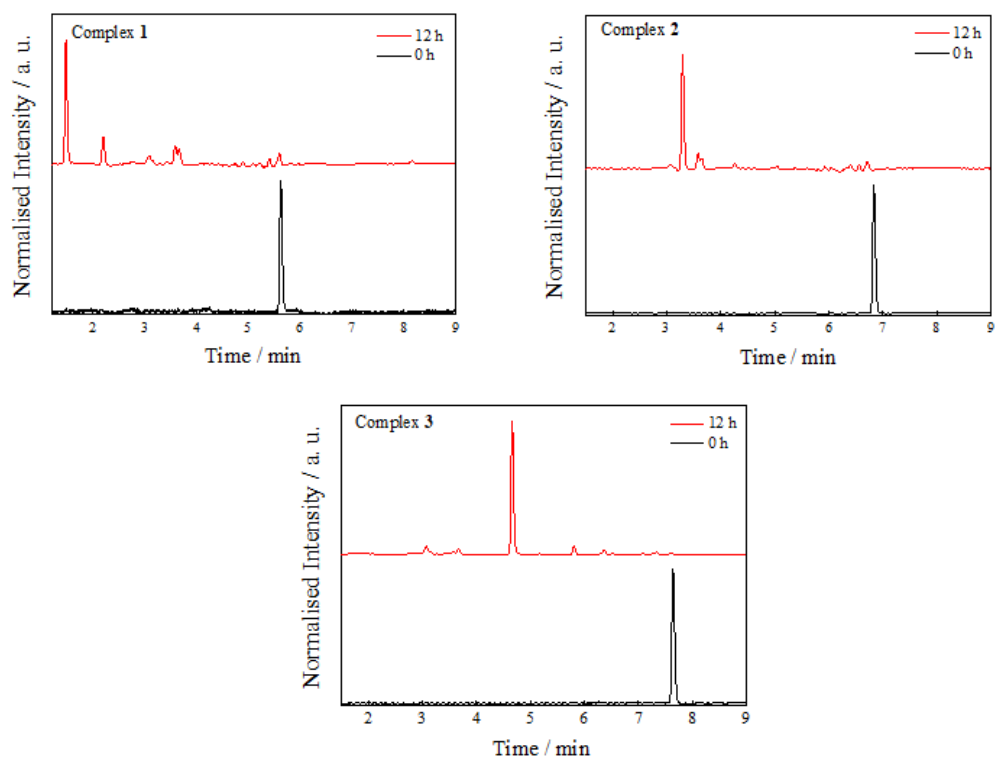 Complex 1
12 h
0 h
Normalised Intensity / a. u.
2 3 4 5 6 7 8 9
Time / min
Complex 2
12 h
0 h
Normalised Intensity / a. u.
2 3 4 5 6 7 8 9
Time / min
Complex 3
12 h
0 h
Normalised Intensity / a. u.
2 3 4 5 6 7 8 9
Time / min